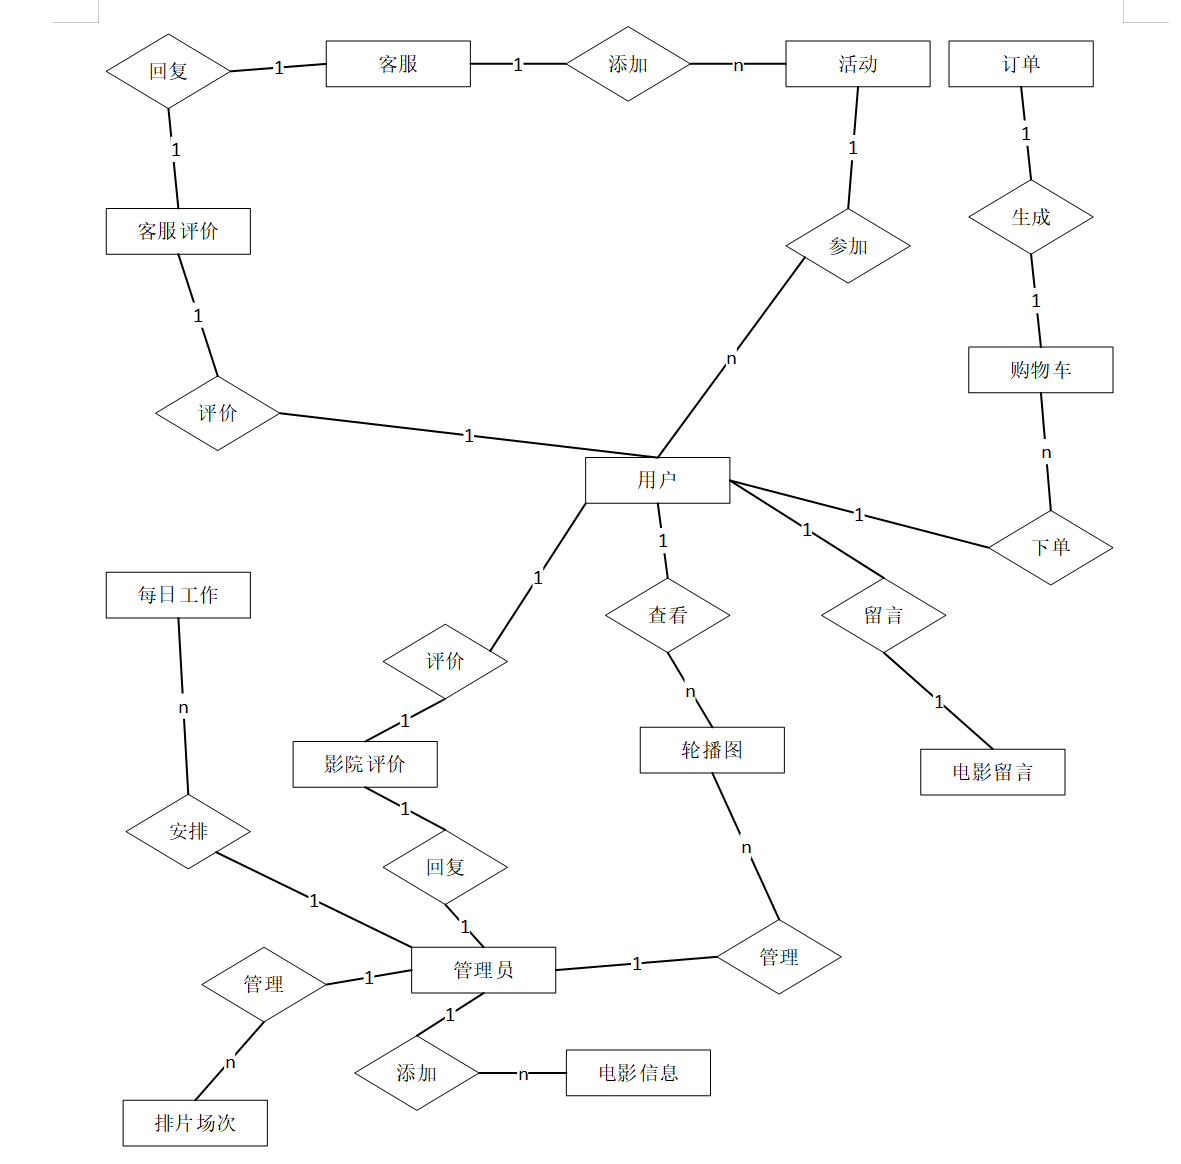 回复
1
客服
1
添加
n
活动
订单
1
1
1
客服评价
参加
生成
1
1
n
购物车
评价
1
n
用户
1
1
1
下单
每日工作
1
查看
留言
评价
n
n
1
1
影院评价
轮播图
电影留言
1
安排
n
回复
1
1
管理
1
管理员
1
管理
1
n
添加
n
电影信息
排片场次